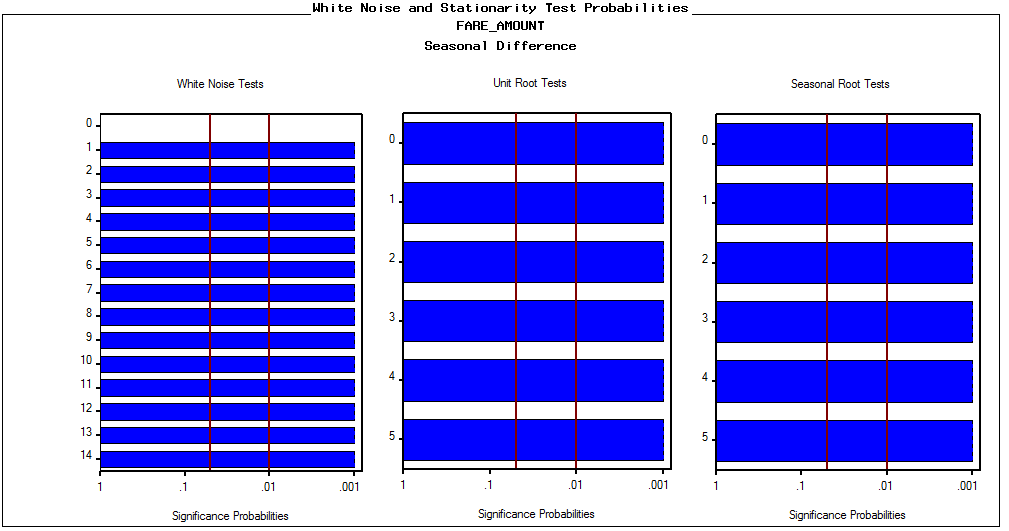 White Noise and Stationarity Test Probabilities
FARE_AMOUNT
Seasonal Difference
White Noise Tests
0
1
2
3
4
5
6
7
8
9
10
11
12
13
14
1 .1 .01 .001
Significance Probabilities
Unit Root Tests
0
1
2
3
4
5
1 .1 .01 .001
Significance Probabilities
Seasonal Root Tests
0
1
2
3
4
5
1 .1 .01 .001
Significance Probabilities